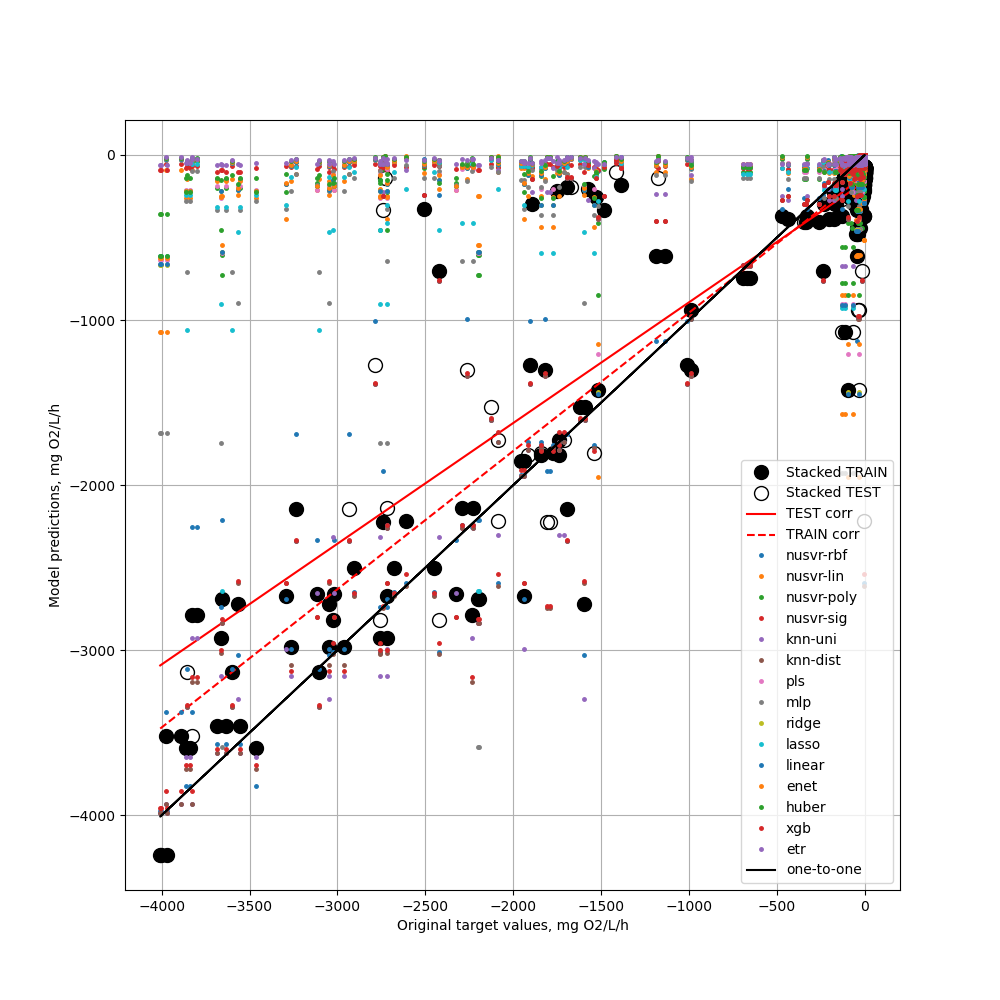 0
−1000
−2000
−3000
−4000
Model predictions, mg O2/L/h
−4000 −3500 −3000 −2500 −2000 −1500 −1000 −500 0
Original target values, mg O2/L/h
Stacked TRAIN
Stacked TEST
TEST corr
TRAIN corr
nusvr-rbf
nusvr-lin
nusvr-poly
nusvr-sig
knn-uni
knn-dist
pls
mlp
ridge
lasso
linear
enet
huber
xgb
etr
one-to-one